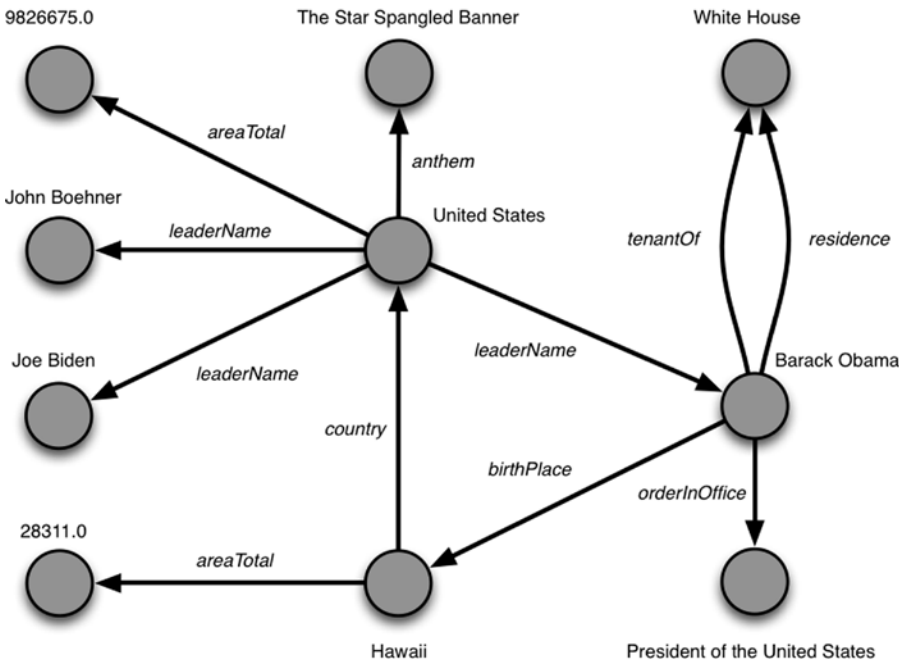 9826675.0
The Star Spangled Banner
White House
areaTotal
anthem
John Boehner
United States
leaderName
tenantOf
residence
leaderName
Joe Biden
Barack Obama
leaderName
country
birthPlace
orderInOffice
28311.0
areaTotal
Hawaii
President of the United States